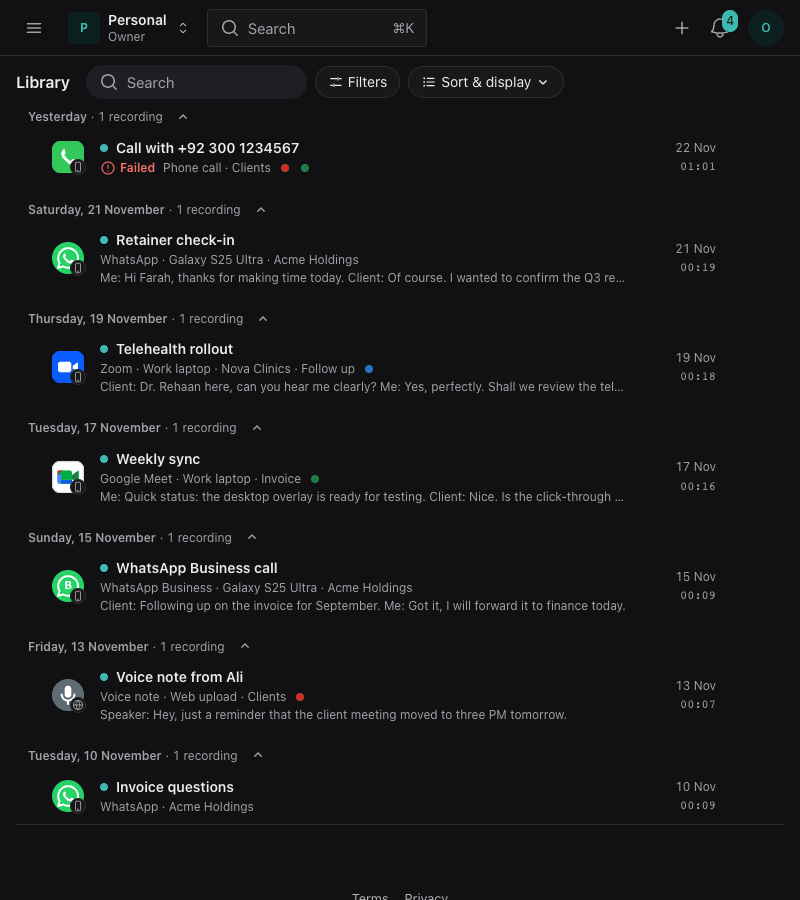 P
Personal
Owner
Search ⌘K
4
O
Library
Search
Filters
Sort & display
Yesterday · 1 recording
Call with +92 300 1234567
Failed Phone call · Clients
22 Nov
01:01
Saturday, 21 November · 1 recording
Retainer check-in
WhatsApp · Galaxy S25 Ultra · Acme Holdings
Me: Hi Farah, thanks for making time today. Client: Of course. I wanted to confirm the Q3 re…
21 Nov
00:19
Thursday, 19 November · 1 recording
Telehealth rollout
Zoom · Work laptop · Nova Clinics · Follow up
Client: Dr. Rehaan here, can you hear me clearly? Me: Yes, perfectly. Shall we review the tel…
19 Nov
00:18
Tuesday, 17 November · 1 recording
Weekly sync
Google Meet · Work laptop · Invoice
Me: Quick status: the desktop overlay is ready for testing. Client: Nice. Is the click-through …
17 Nov
00:16
Sunday, 15 November · 1 recording
B
WhatsApp Business call
WhatsApp Business · Galaxy S25 Ultra · Acme Holdings
Client: Following up on the invoice for September. Me: Got it, I will forward it to finance today.
15 Nov
00:09
Friday, 13 November · 1 recording
Voice note from Ali
Voice note · Web upload · Clients
Speaker: Hey, just a reminder that the client meeting moved to three PM tomorrow.
13 Nov
00:07
Tuesday, 10 November · 1 recording
Invoice questions
WhatsApp · Acme Holdings
10 Nov
00:09
Terms Privacy